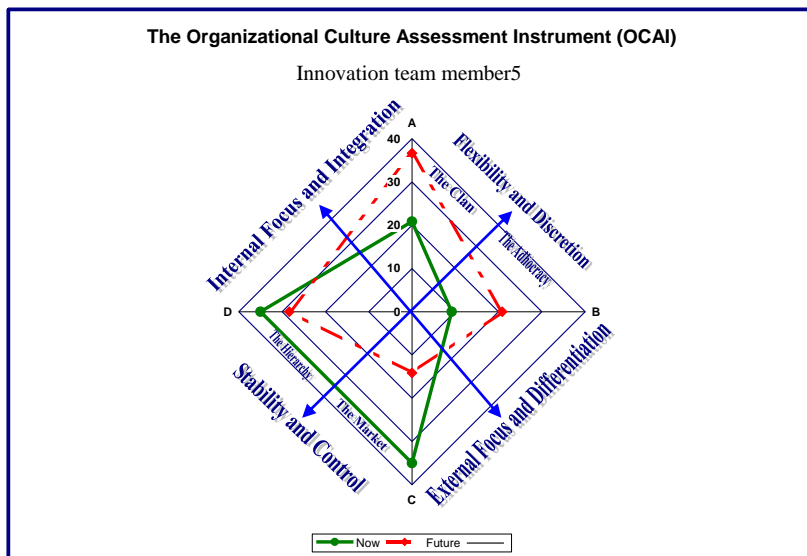 The Organizational Culture Assessment Instrument (OCAI)
Innovation team member5
A
40
30
20
10
0
Internal Focus and Integration
Flexibility and Discretion
The Clan
The Adhocracy
D
B
The Hierarchy
The Market
Stability and Control
External Focus and Differentiation
C
Now Future